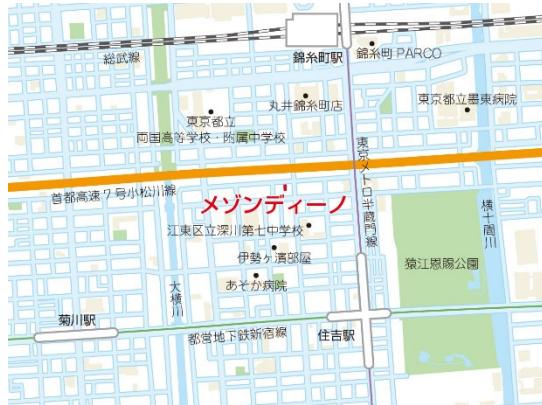 総武線
錦糸町駅
錦糸町 PARCO
丸井錦糸町店
東京都立墨東病院
東京都立
両国高等学校・附属中学校
東京メトロ半蔵門線
首都高速7号小松川線
メゾンディーノ
横十間川
江東区立深川第七中学校
伊勢ヶ濱部屋
猿江恩賜公園
あそか病院
大横川
菊川駅
都営地下鉄新宿線
住吉駅